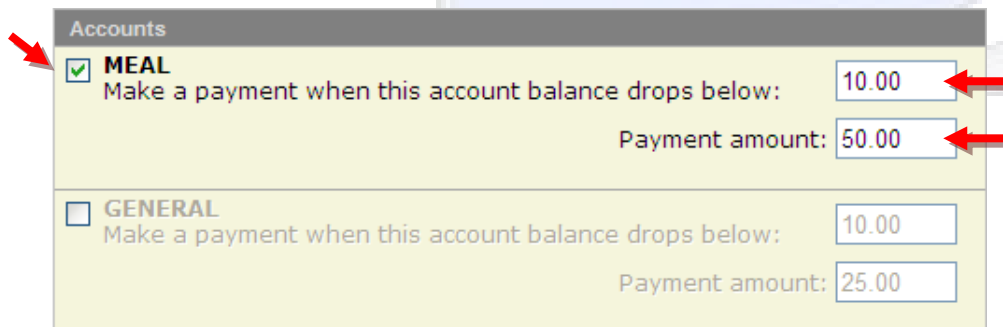 Accounts
MEAL
Make a payment when this account balance drops below: 10.00
Payment amount: 50.00
GENERAL
Make a payment when this account balance drops below: 10.00
Payment amount: 25.00